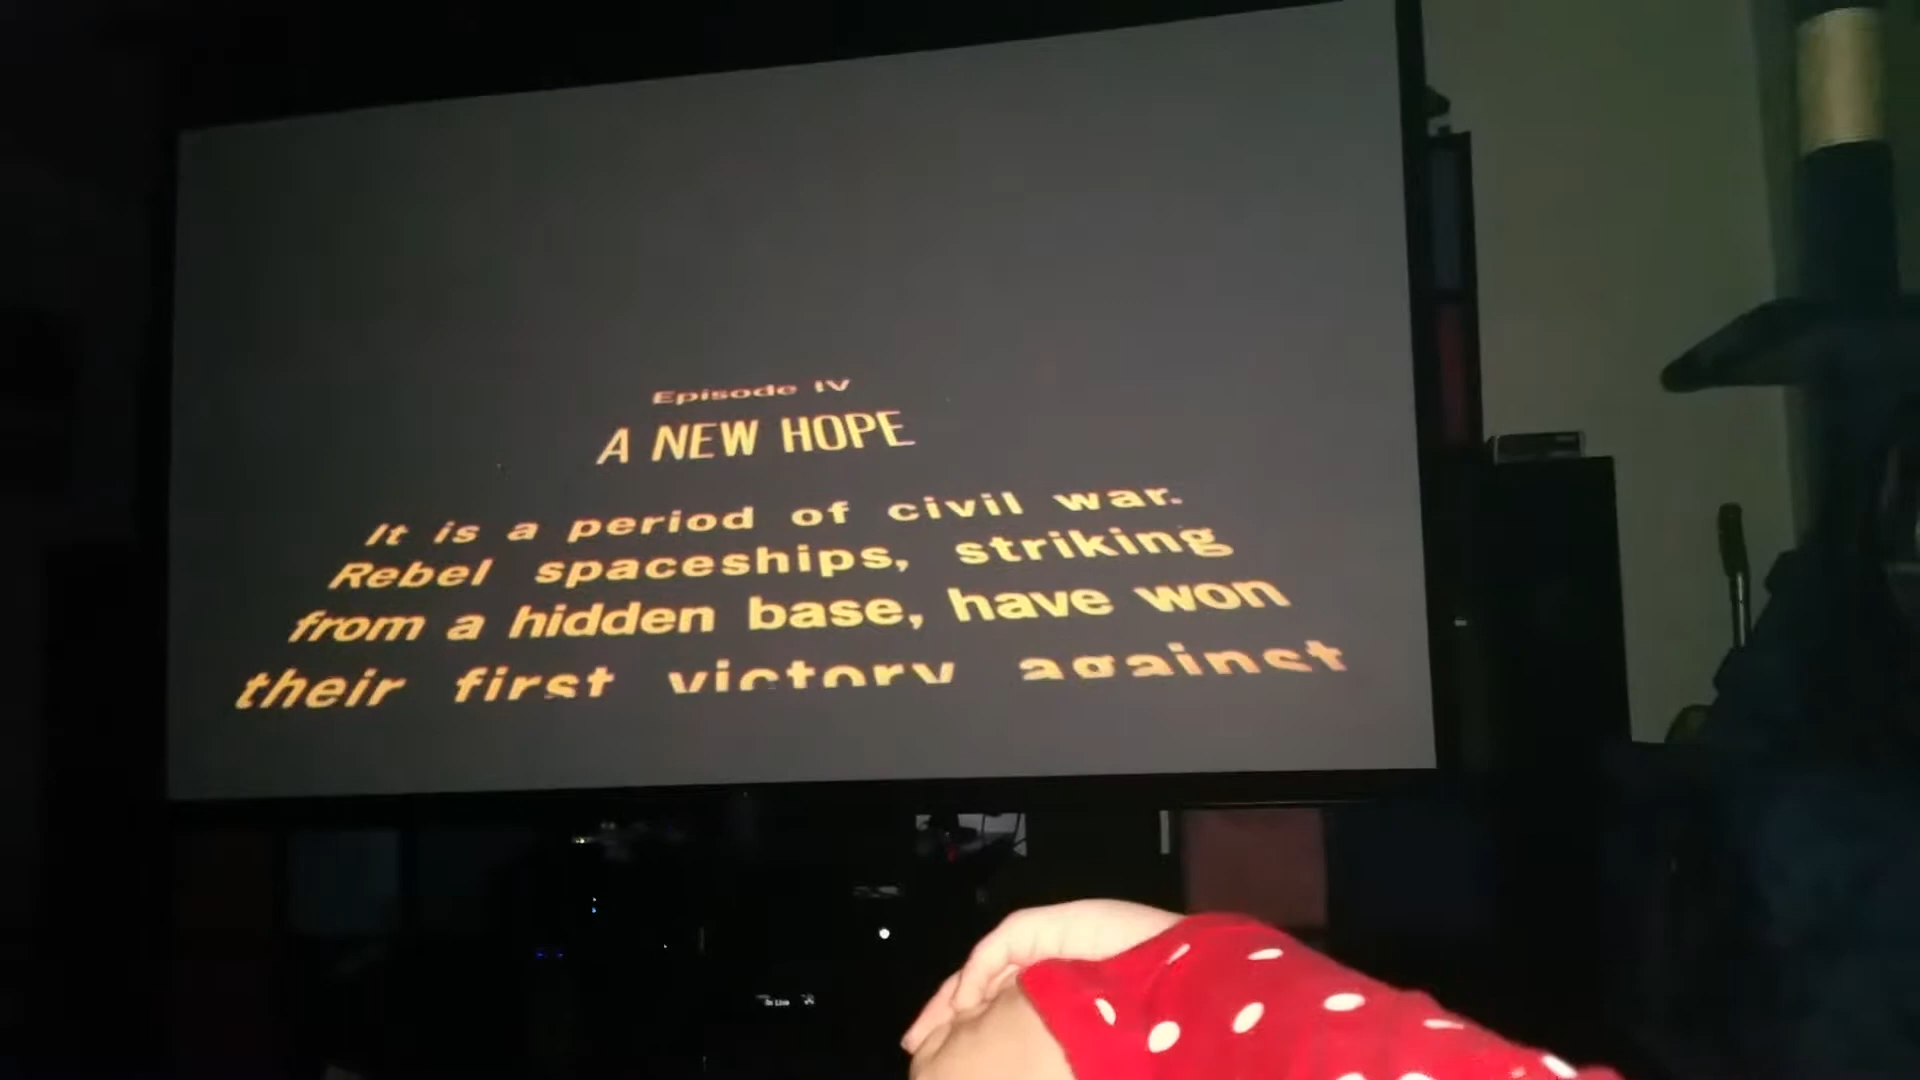 Episode IV
A NEW HOPE
It is a period of civil war.
Rebel spaceships, striking
from a hidden base, have won
their first victory against